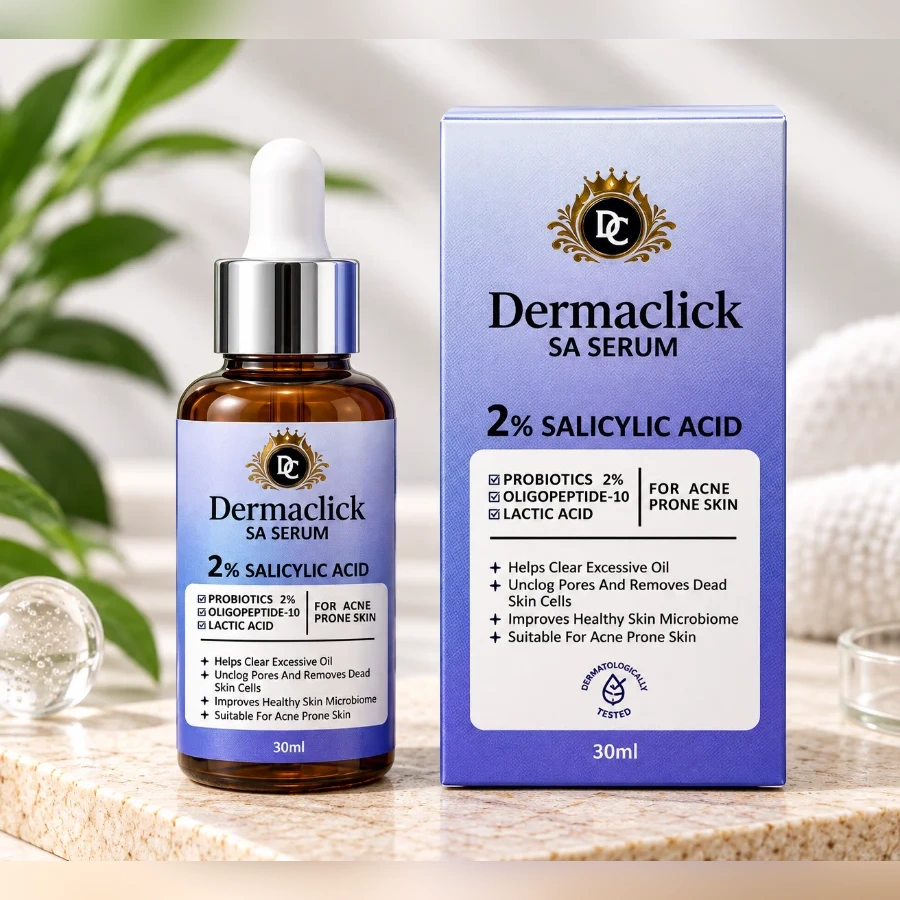 DC
Dermaclick
SA SERUM
2% SALICYLIC ACID
☑ PROBIOTICS 2%
☑ OLIGOPEPTIDE-10
☑ LACTIC ACID
FOR ACNE
PRONE SKIN
Helps Clear Excessive Oil
Unclog Pores And Removes Dead
Skin Cells
Improves Healthy Skin Microbiome
Suitable For Acne Prone Skin
30ml
DC
Dermaclick
SA SERUM
2% SALICYLIC ACID
☑ PROBIOTICS 2%
☑ OLIGOPEPTIDE-10
☑ LACTIC ACID
FOR ACNE
PRONE SKIN
Helps Clear Excessive Oil
Unclog Pores And Removes Dead
Skin Cells
Improves Healthy Skin Microbiome
Suitable For Acne Prone Skin
DERMATOLOGICALLY
TESTED
30ml